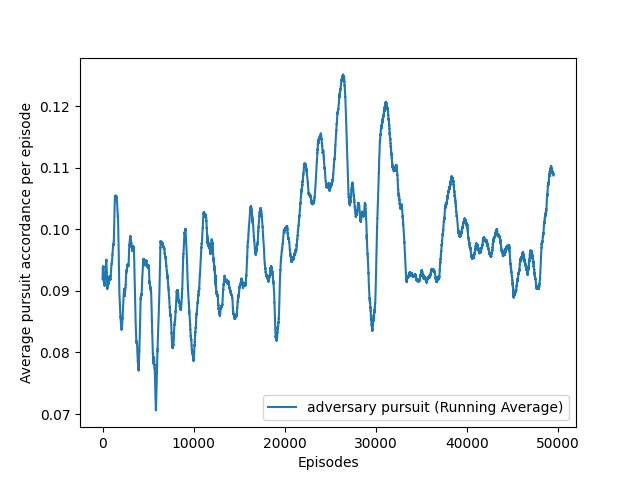 Average pursuit accordance per episode
0.12
0.11
0.10
0.09
0.08
0.07
adversary pursuit (Running Average)
0 10000 20000 30000 40000 50000
Episodes